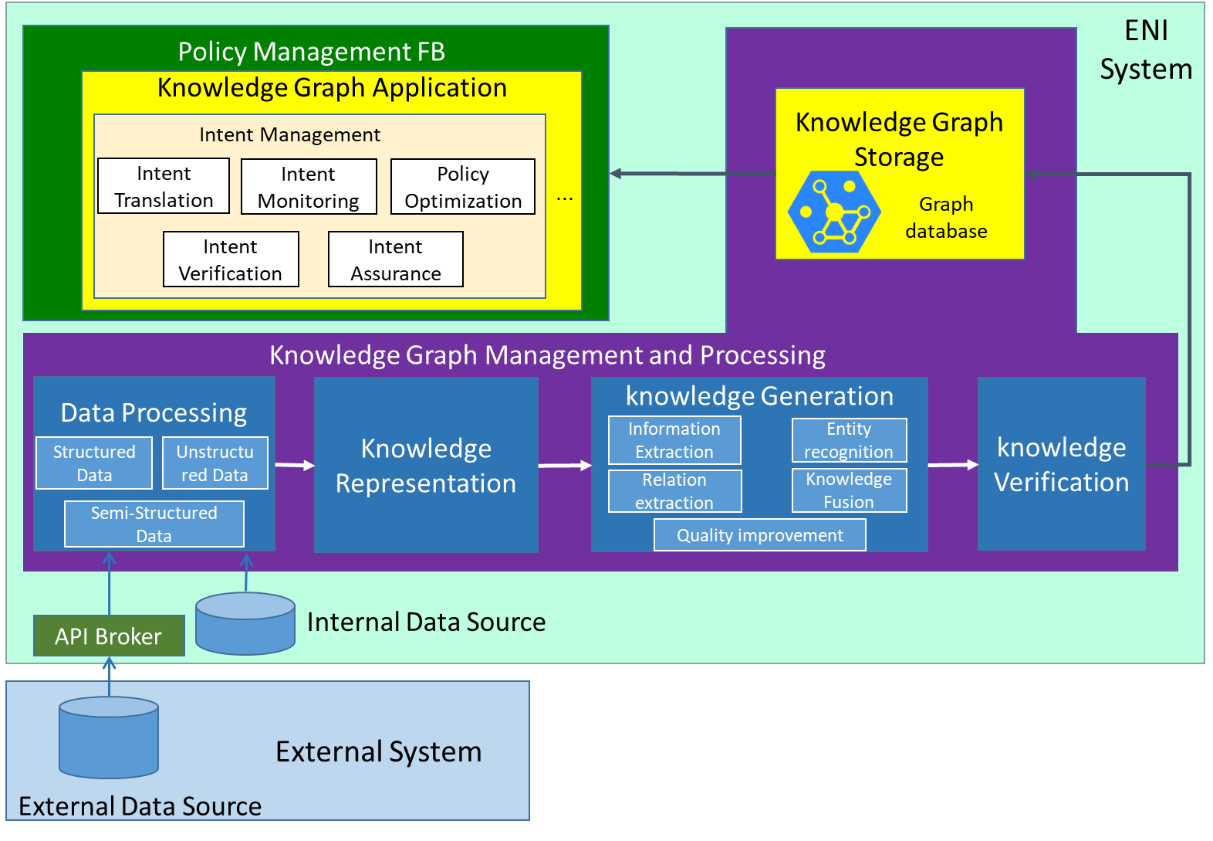 ENI
System
Policy Management FB
Knowledge Graph Application
Intent Management
Intent
Translation
Intent
Monitoring
Policy
Optimization
...
Intent
Verification
Intent
Assurance
Knowledge Graph
Storage
Graph
database
Knowledge Graph Management and Processing
Data Processing
Structured
Data
Unstructu
red Data
Semi-Structured
Data
Knowledge
Representation
knowledge Generation
Information
Extraction
Entity
recognition
Relation
extraction
Knowledge
Fusion
Quality improvement
knowledge
Verification
API Broker
Internal Data Source
External System
External Data Source